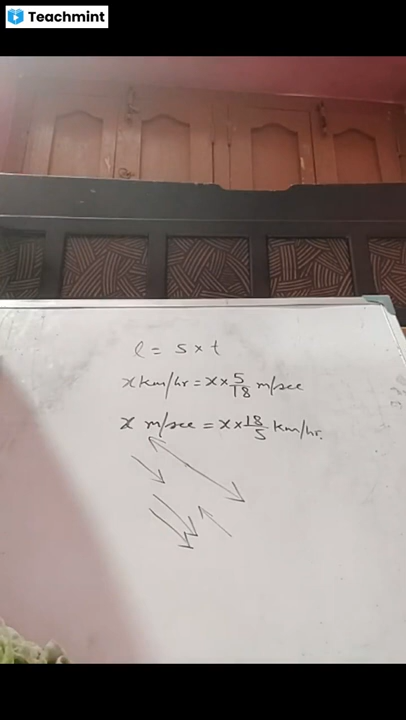 Teachmint
l = s × t
x km/hr = x × 5/18 m/sec
x m/sec = x × 18/5 km/hr.